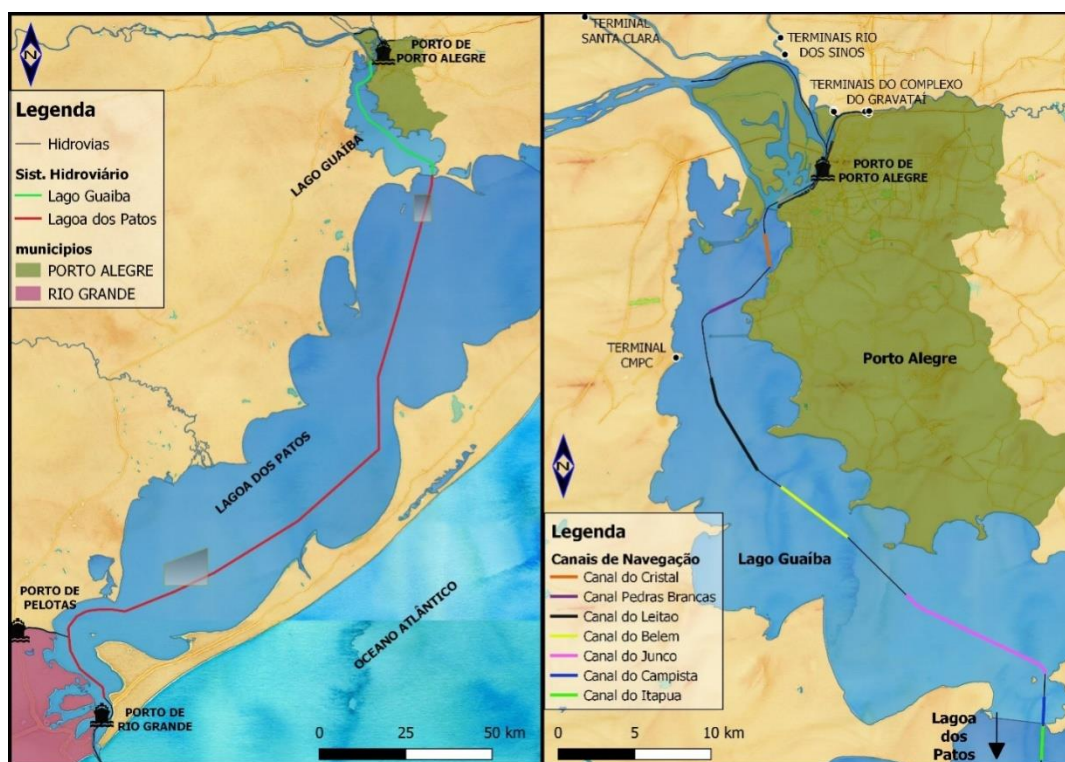 N
PORTO DE
PORTO ALEGRE
Legenda
Hidrovias
Sist. Hidroviário
Lago Guaiba
Lagoa dos Patos
municipios
PORTO ALEGRE
RIO GRANDE
LAGO GUAÍBA
LAGOA DOS PATOS
PORTO DE
PELOTAS
OCEANO ATLÂNTICO
PORTO DE
RIO GRANDE
0 25 50 km
TERMINAL
SANTA CLARA
TERMINAIS RIO
DOS SINOS
TERMINAIS DO COMPLEXO
DO GRAVATAÍ
PORTO DE
PORTO ALEGRE
TERMINAL
CMPC
Porto Alegre
N
Legenda
Canais de Navegação
Canal do Cristal
Canal Pedras Brancas
Canal do Leitao
Canal do Belem
Canal do Junco
Canal do Campista
Canal do Itapua
Lago Guaíba
Lagoa
dos
Patos
0 5 10 km